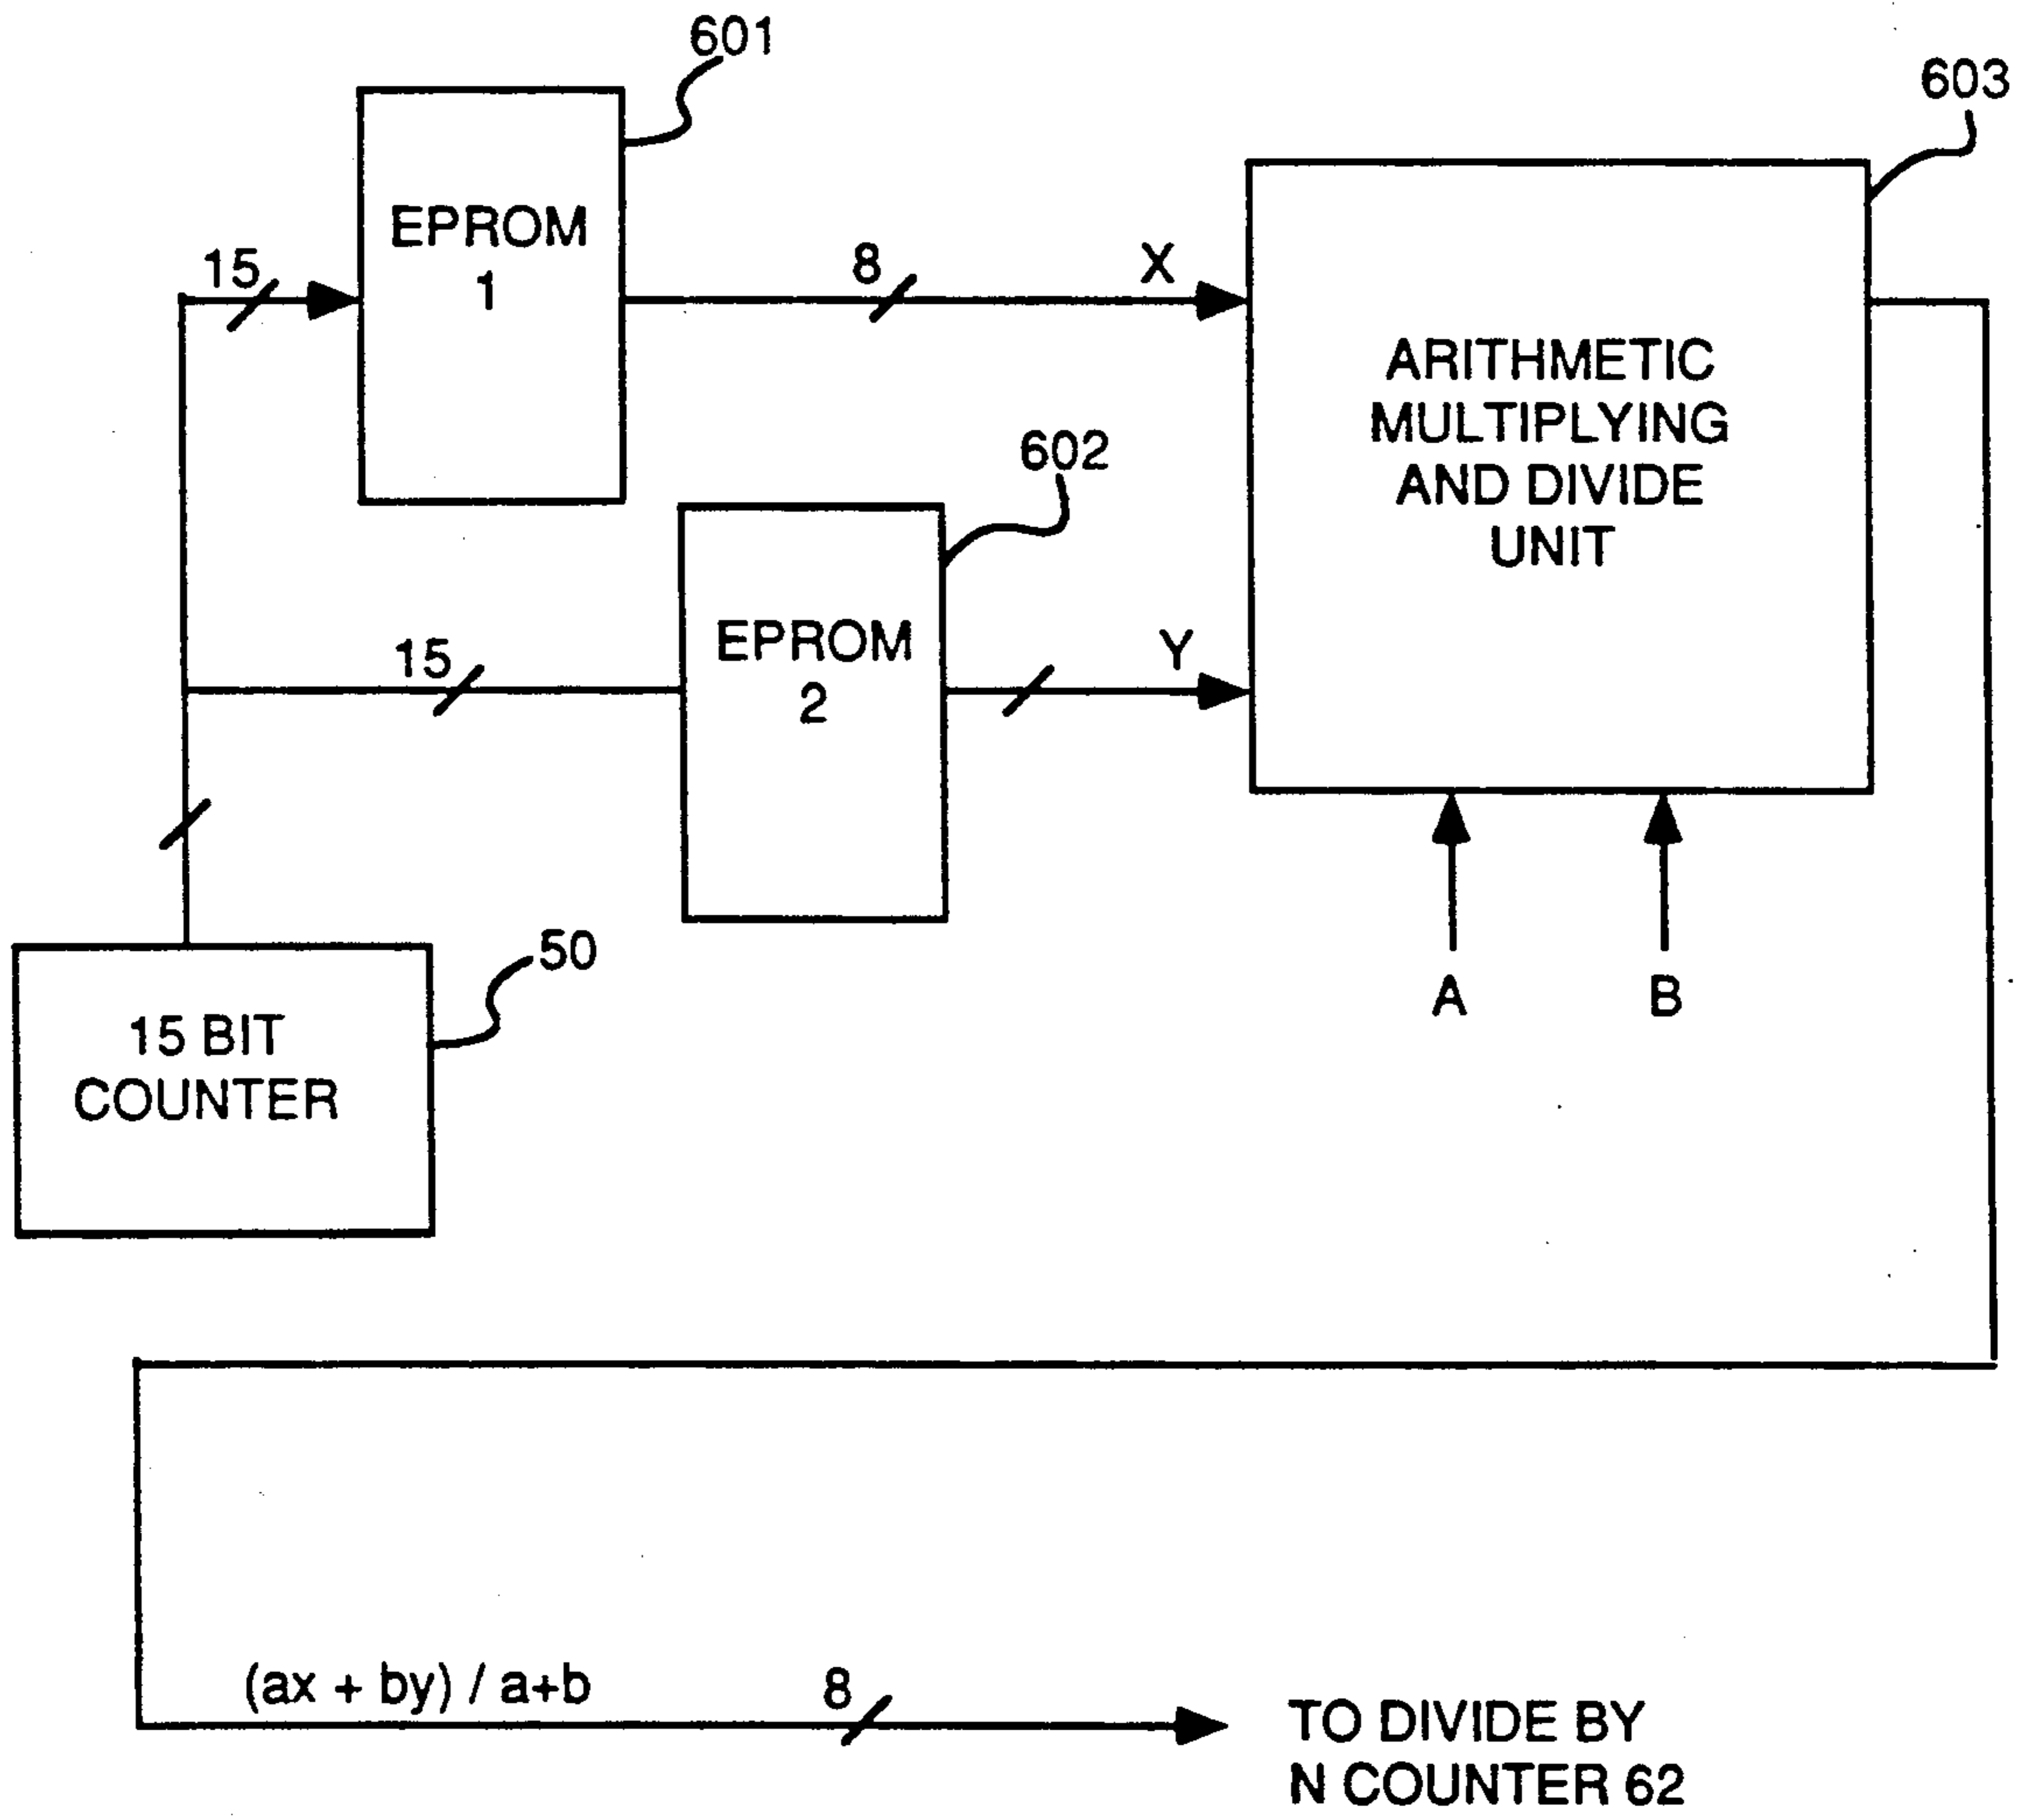 601
603
EPROM
1
15
8
X
ARITHMETIC
MULTIPLYING
AND DIVIDE
UNIT
602
EPROM
2
15
Y
50
15 BIT
COUNTER
A
B
(ax + by) / a+b
8
TO DIVIDE BY
N COUNTER 62